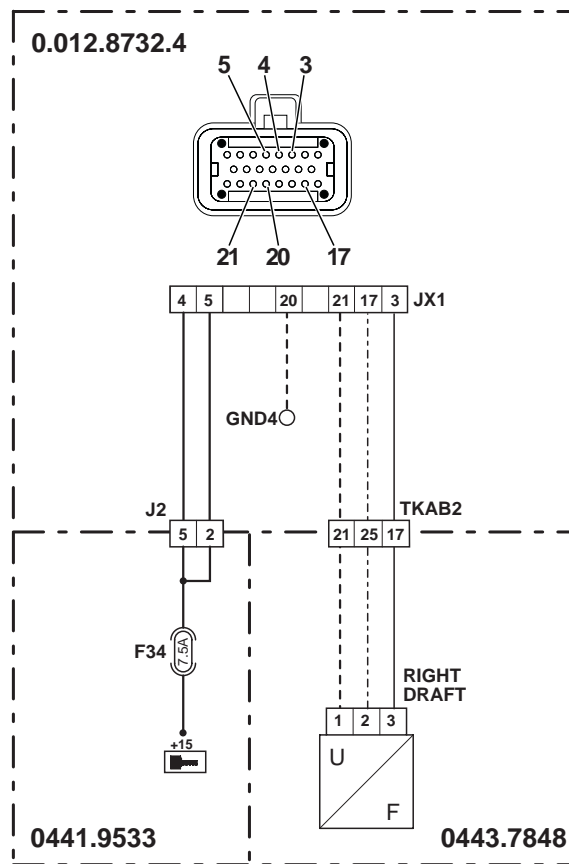 0.012.8732.4
5 4 3
21 20 17
4 5 20 21 17 3 JX1
GND4
J2 TKAB2
5 2 21 25 17
F34 7.5A
RIGHT
DRAFT
+15
1 2 3
U
F
0441.9533 0443.7848